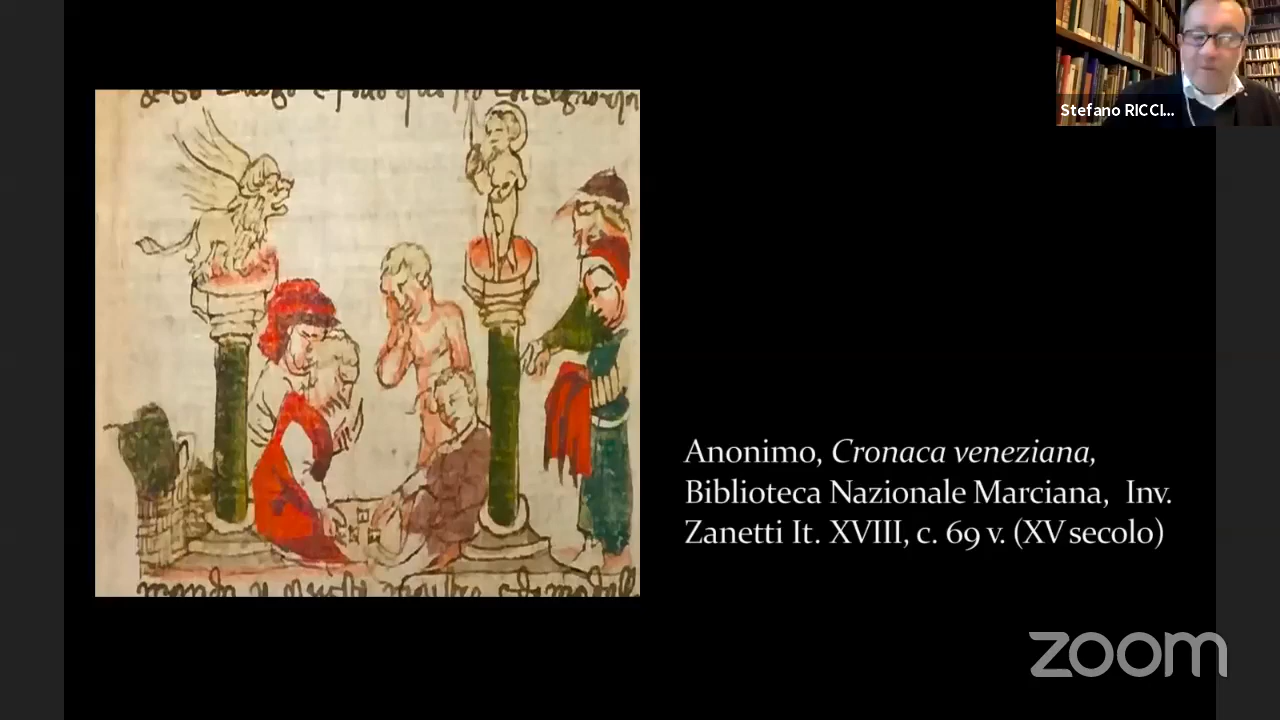 Stefano RICCI...
Anonimo, Cronaca veneziana,
Biblioteca Nazionale Marciana, Inv.
Zanetti It. XVIII, c. 69 v. (XV secolo)
zoom